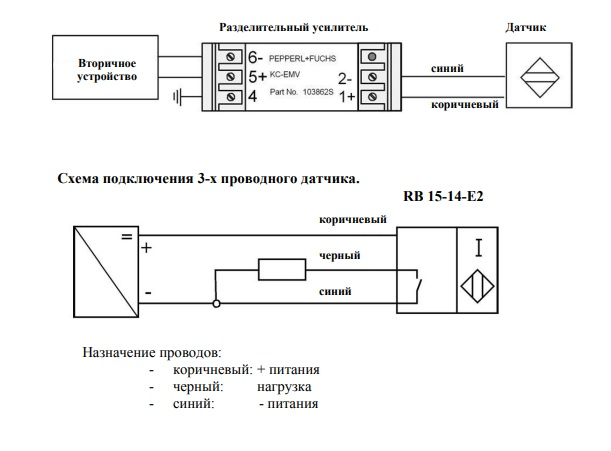 Разделительный усилитель
Датчик
Вторичное
устройство
6- PEPPERL+FUCHS
5+ KC-EMV
4 Part No. 103862S
2-
1+
синий
коричневый
Схема подключения 3-х проводного датчика.
RB 15-14-E2
коричневый
=
+
черный
I
-
синий
Назначение проводов:
- коричневый: + питания
- черный: нагрузка
- синий: - питания